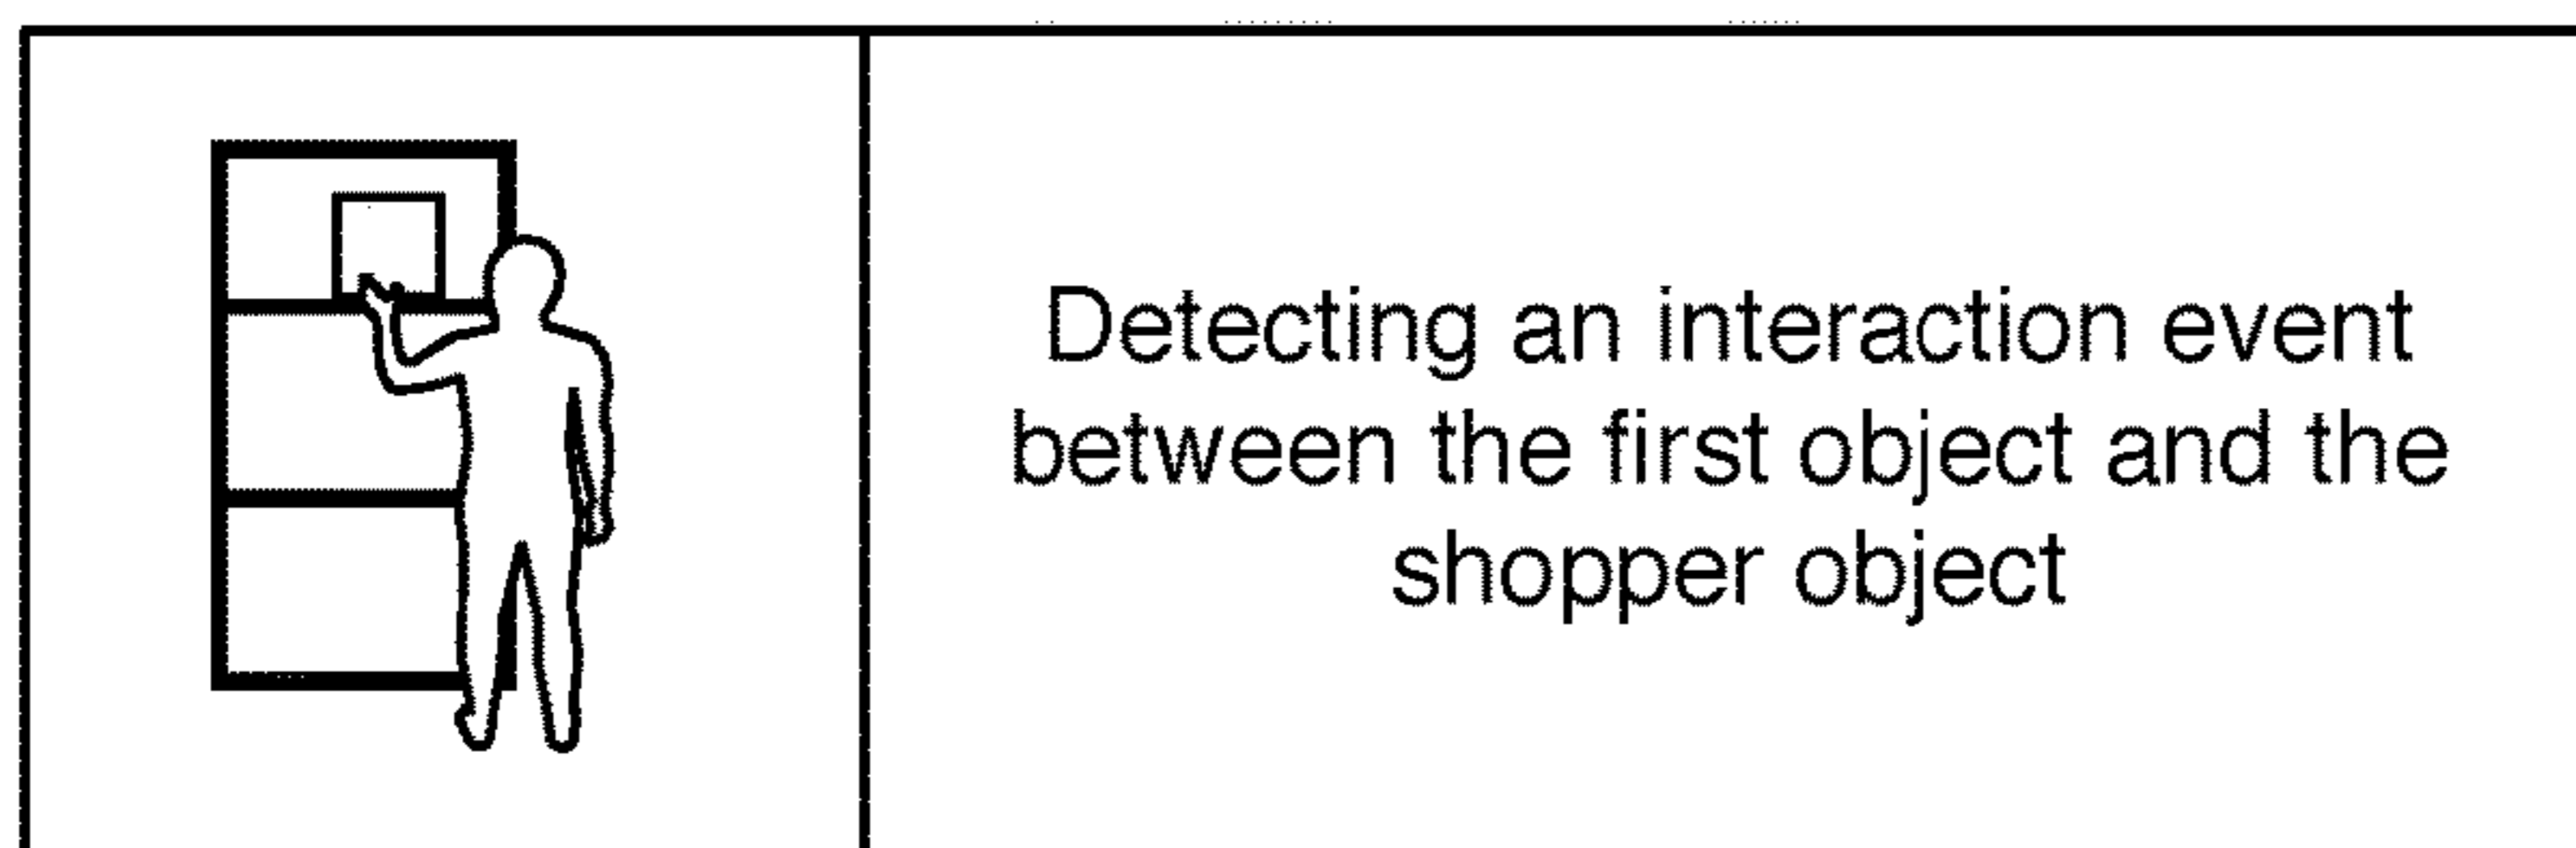 Detecting an interaction event
between the first object and the
shopper object